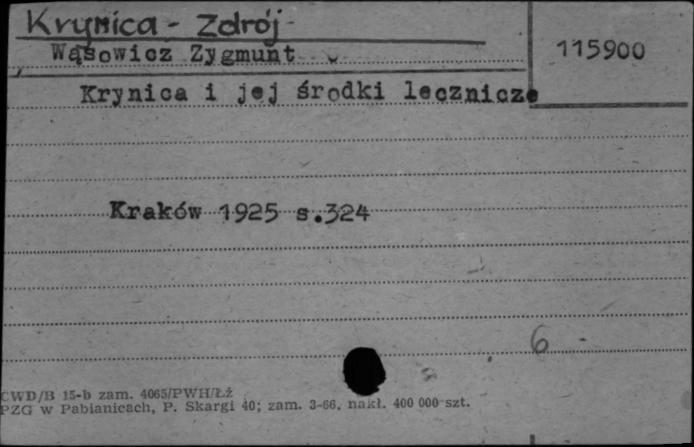 Krynica - Zdrój
Wąsowicz Zygmunt
115900
Krynica i jej środki lecznicze
Kraków 1925 s.324
6
CWD/B 15-b zam. 4065/PWH/Łż
PZG w Pabianicach, P. Skargi 40; zam. 3-66, nakł. 400 000 szt.